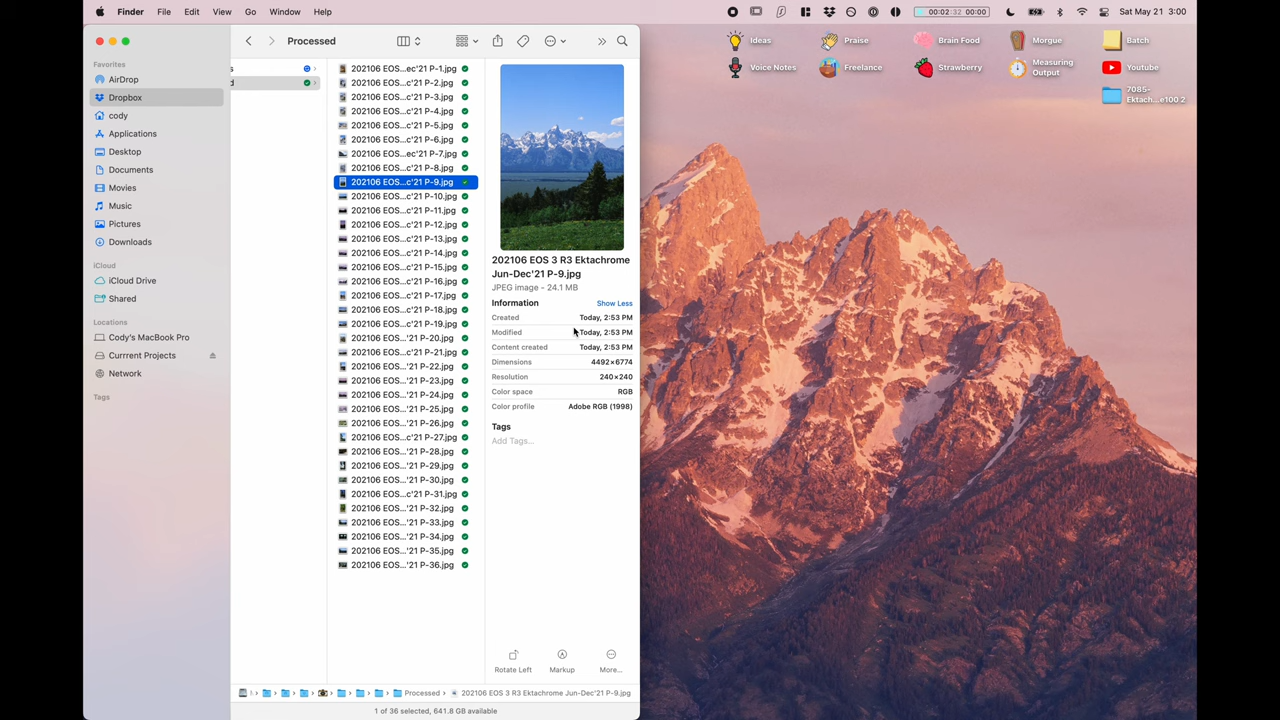 Finder File Edit View Go Window Help
00:02:32 00:00 Sat May 21 3:00
Processed
Favorites
AirDrop
Dropbox
cody
Applications
Desktop
Documents
Movies
Music
Pictures
Downloads
iCloud
iCloud Drive
Shared
Locations
Cody's MacBook Pro
Currrent Projects
Network
Tags
s
d
202106 EOS...ec'21 P-1.jpg
202106 EOS...c'21 P-2.jpg
202106 EOS...c'21 P-3.jpg
202106 EOS...c'21 P-4.jpg
202106 EOS...c'21 P-5.jpg
202106 EOS...c'21 P-6.jpg
202106 EOS...ec'21 P-7.jpg
202106 EOS...c'21 P-8.jpg
202106 EOS...c'21 P-9.jpg
202106 EOS...'21 P-10.jpg
202106 EOS...'21 P-11.jpg
202106 EOS...'21 P-12.jpg
202106 EOS...'21 P-13.jpg
202106 EOS...'21 P-14.jpg
202106 EOS...'21 P-15.jpg
202106 EOS...'21 P-16.jpg
202106 EOS...c'21 P-17.jpg
202106 EOS...'21 P-18.jpg
202106 EOS...'21 P-19.jpg
202106 EOS...'21 P-20.jpg
202106 EOS...'21 P-21.jpg
202106 EOS...'21 P-22.jpg
202106 EOS...'21 P-23.jpg
202106 EOS...'21 P-24.jpg
202106 EOS...'21 P-25.jpg
202106 EOS...'21 P-26.jpg
202106 EOS...c'21 P-27.jpg
202106 EOS...'21 P-28.jpg
202106 EOS...'21 P-29.jpg
202106 EOS...'21 P-30.jpg
202106 EOS...c'21 P-31.jpg
202106 EOS...'21 P-32.jpg
202106 EOS...'21 P-33.jpg
202106 EOS...'21 P-34.jpg
202106 EOS...'21 P-35.jpg
202106 EOS...'21 P-36.jpg
202106 EOS 3 R3 Ektachrome
Jun-Dec'21 P-9.jpg
JPEG image - 24.1 MB
Information Show Less
Created Today, 2:53 PM
Modified Today, 2:53 PM
Content created Today, 2:53 PM
Dimensions 4492×6774
Resolution 240×240
Color space RGB
Color profile Adobe RGB (1998)
Tags
Add Tags...
Rotate Left Markup More...
Processed 202106 EOS 3 R3 Ektachrome Jun-Dec'21 P-9.jpg
1 of 36 selected, 641.8 GB available
Ideas Praise Brain Food Morgue Batch
Voice Notes Freelance Strawberry Measuring Output Youtube
7085-
Ektach...e100 2